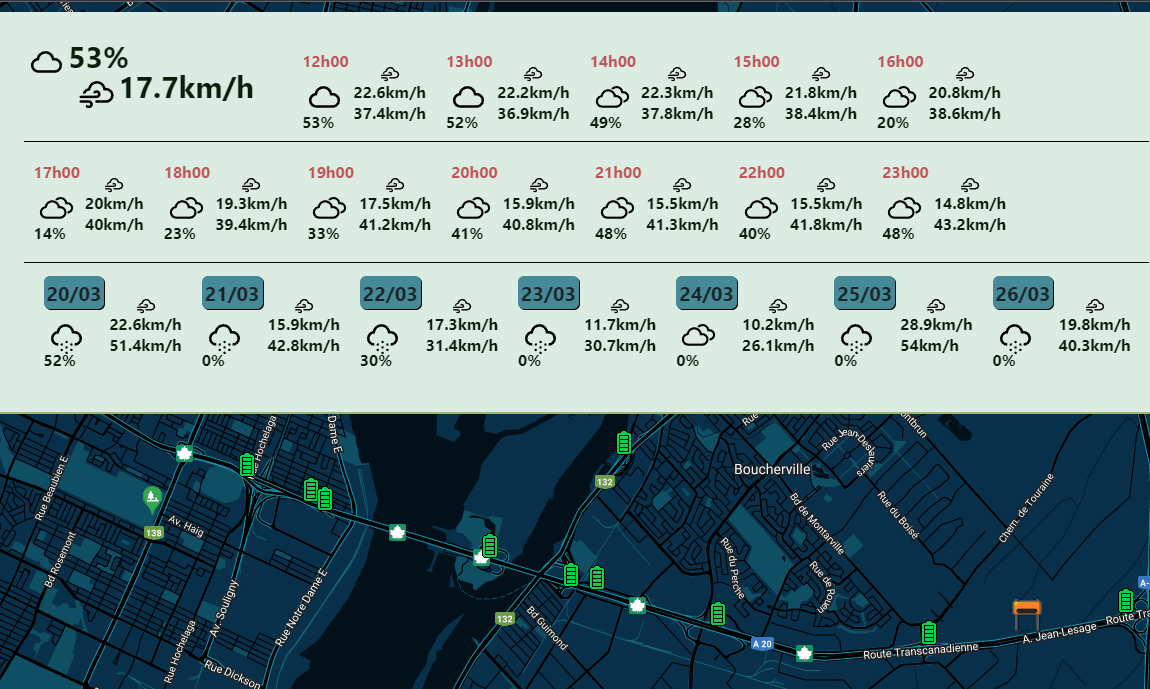 53%
17.7km/h
12h00
22.6km/h
37.4km/h
53%
13h00
22.2km/h
36.9km/h
52%
14h00
22.3km/h
37.8km/h
49%
15h00
21.8km/h
38.4km/h
28%
16h00
20.8km/h
38.6km/h
20%
17h00
20km/h
40km/h
14%
18h00
19.3km/h
39.4km/h
23%
19h00
17.5km/h
41.2km/h
33%
20h00
15.9km/h
40.8km/h
41%
21h00
15.5km/h
41.3km/h
48%
22h00
15.5km/h
41.8km/h
40%
23h00
14.8km/h
43.2km/h
48%
20/03
22.6km/h
51.4km/h
52%
21/03
15.9km/h
42.8km/h
0%
22/03
17.3km/h
31.4km/h
30%
23/03
11.7km/h
30.7km/h
0%
24/03
10.2km/h
26.1km/h
0%
25/03
28.9km/h
54km/h
0%
26/03
19.8km/h
40.3km/h
0%
Rue Hochelaga
Dame E
Rue
Rue Jean-Deslauriers
Boucherville
Rue Beaubien E
132
Bd de Montarville
Rue du Boisé
Chem. de Touraine
138
Av. Haig
Bd Rosemont
Rue du Perche
Rue de Rouen
Av. Souligny
Rue Notre Dame E
A-
132
Bd Guimond
Rue Hochelaga
Rue Dickson
A 20
Route Transcanadienne
A. Jean-Lesage
Route Tra